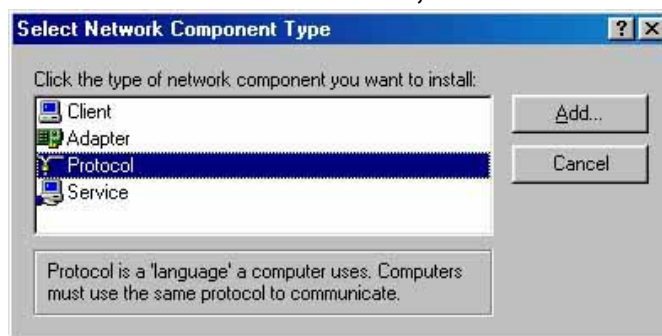 Select Network Component Type
Click the type of network component you want to install:
Client
Adapter
Protocol
Service
Add...
Cancel
Protocol is a 'language' a computer uses. Computers
must use the same protocol to communicate.